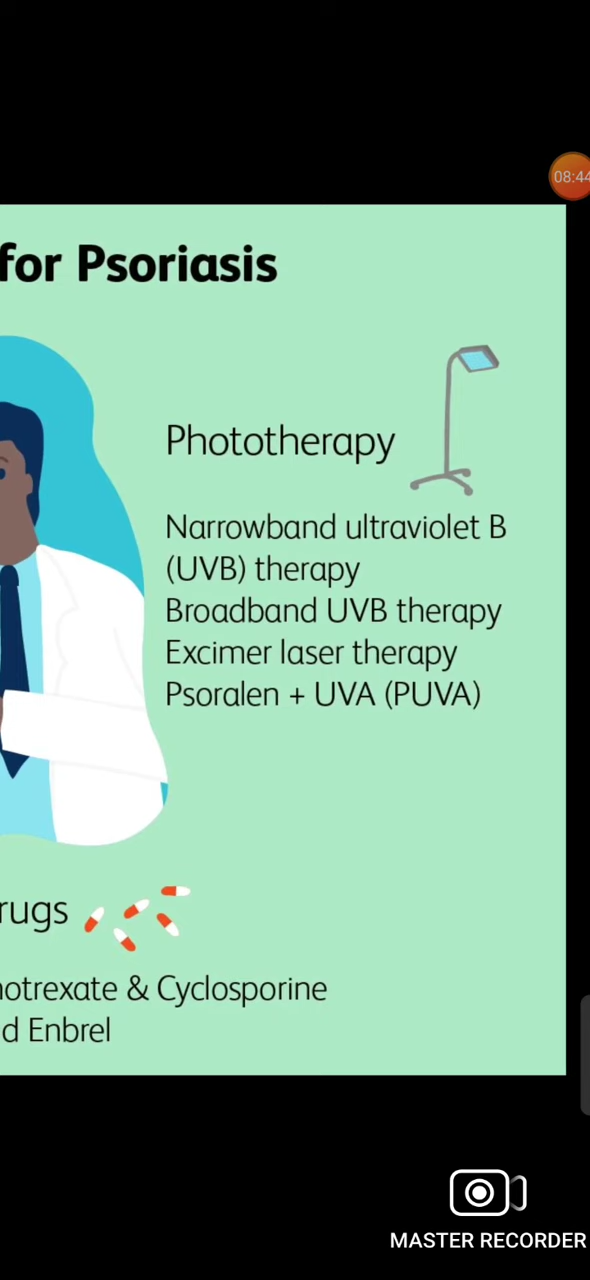 08:44
for Psoriasis
Phototherapy
Narrowband ultraviolet B
(UVB) therapy
Broadband UVB therapy
Excimer laser therapy
Psoralen + UVA (PUVA)
rugs
notrexate & Cyclosporine
d Enbrel
MASTER RECORDER